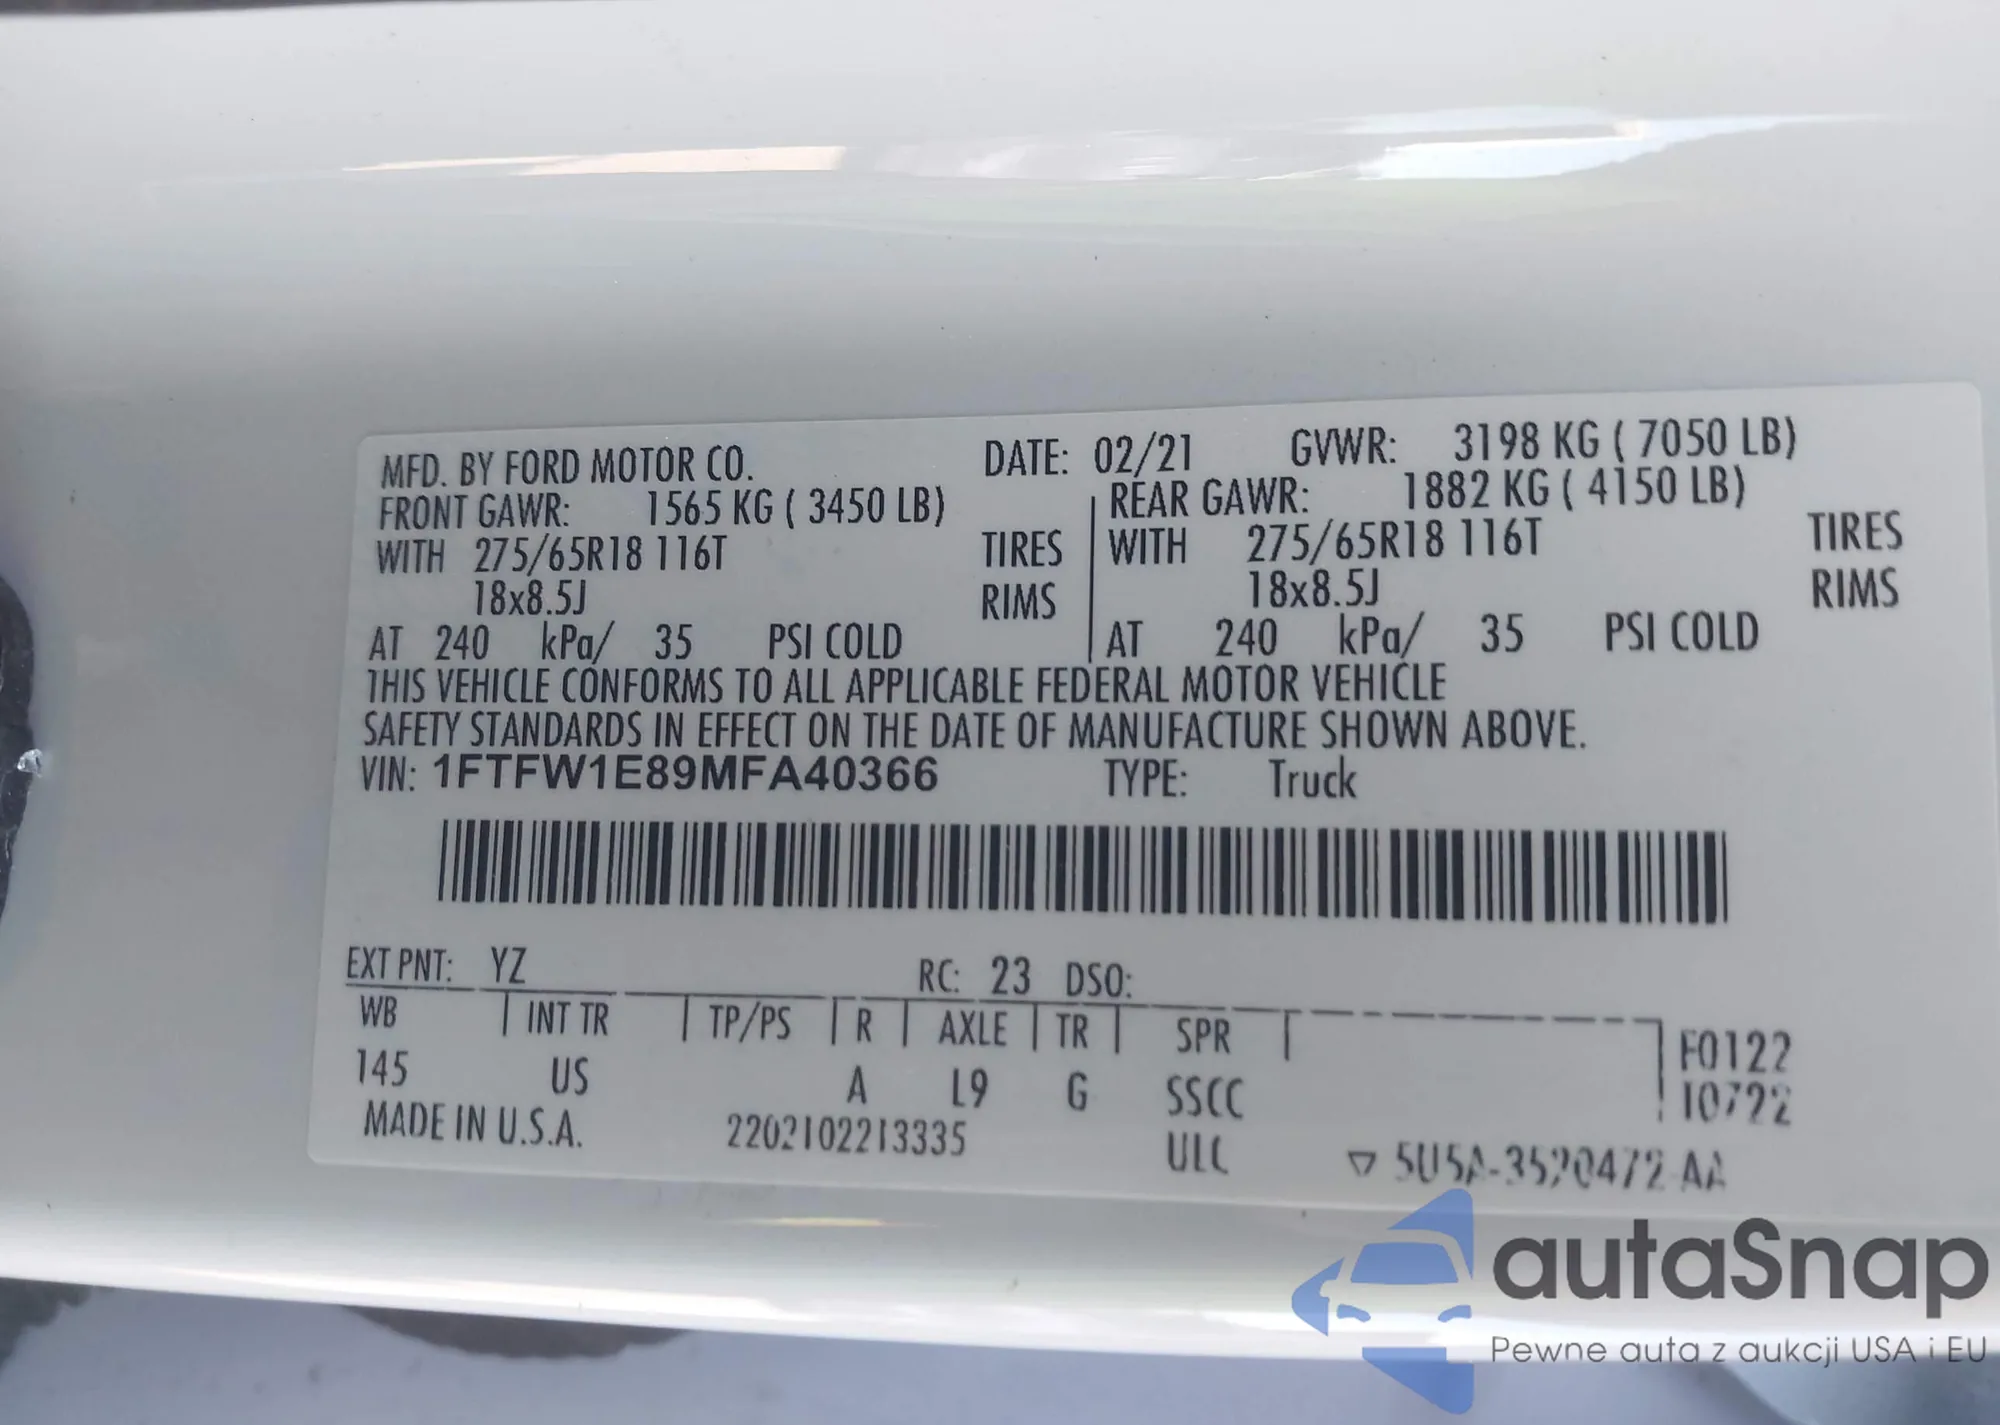 MFD. BY FORD MOTOR CO. DATE: 02/21 GVWR: 3198 KG ( 7050 LB)
FRONT GAWR: 1565 KG ( 3450 LB) REAR GAWR: 1882 KG ( 4150 LB)
WITH 275/65R18 116T TIRES WITH 275/65R18 116T TIRES
18x8.5J RIMS 18x8.5J RIMS
AT 240 kPa/ 35 PSI COLD AT 240 kPa/ 35 PSI COLD
THIS VEHICLE CONFORMS TO ALL APPLICABLE FEDERAL MOTOR VEHICLE
SAFETY STANDARDS IN EFFECT ON THE DATE OF MANUFACTURE SHOWN ABOVE.
VIN: 1FTFW1E89MFA40366 TYPE: Truck
EXT PNT: YZ RC: 23 DSO:
WB INT TR TP/PS R AXLE TR SPR F0122
145 US A L9 G SSCC 10722
MADE IN U.S.A. 2202102213335 ULC 5U5A-3520472-AA
autaSnap
Pewne auta z aukcji USA i EU